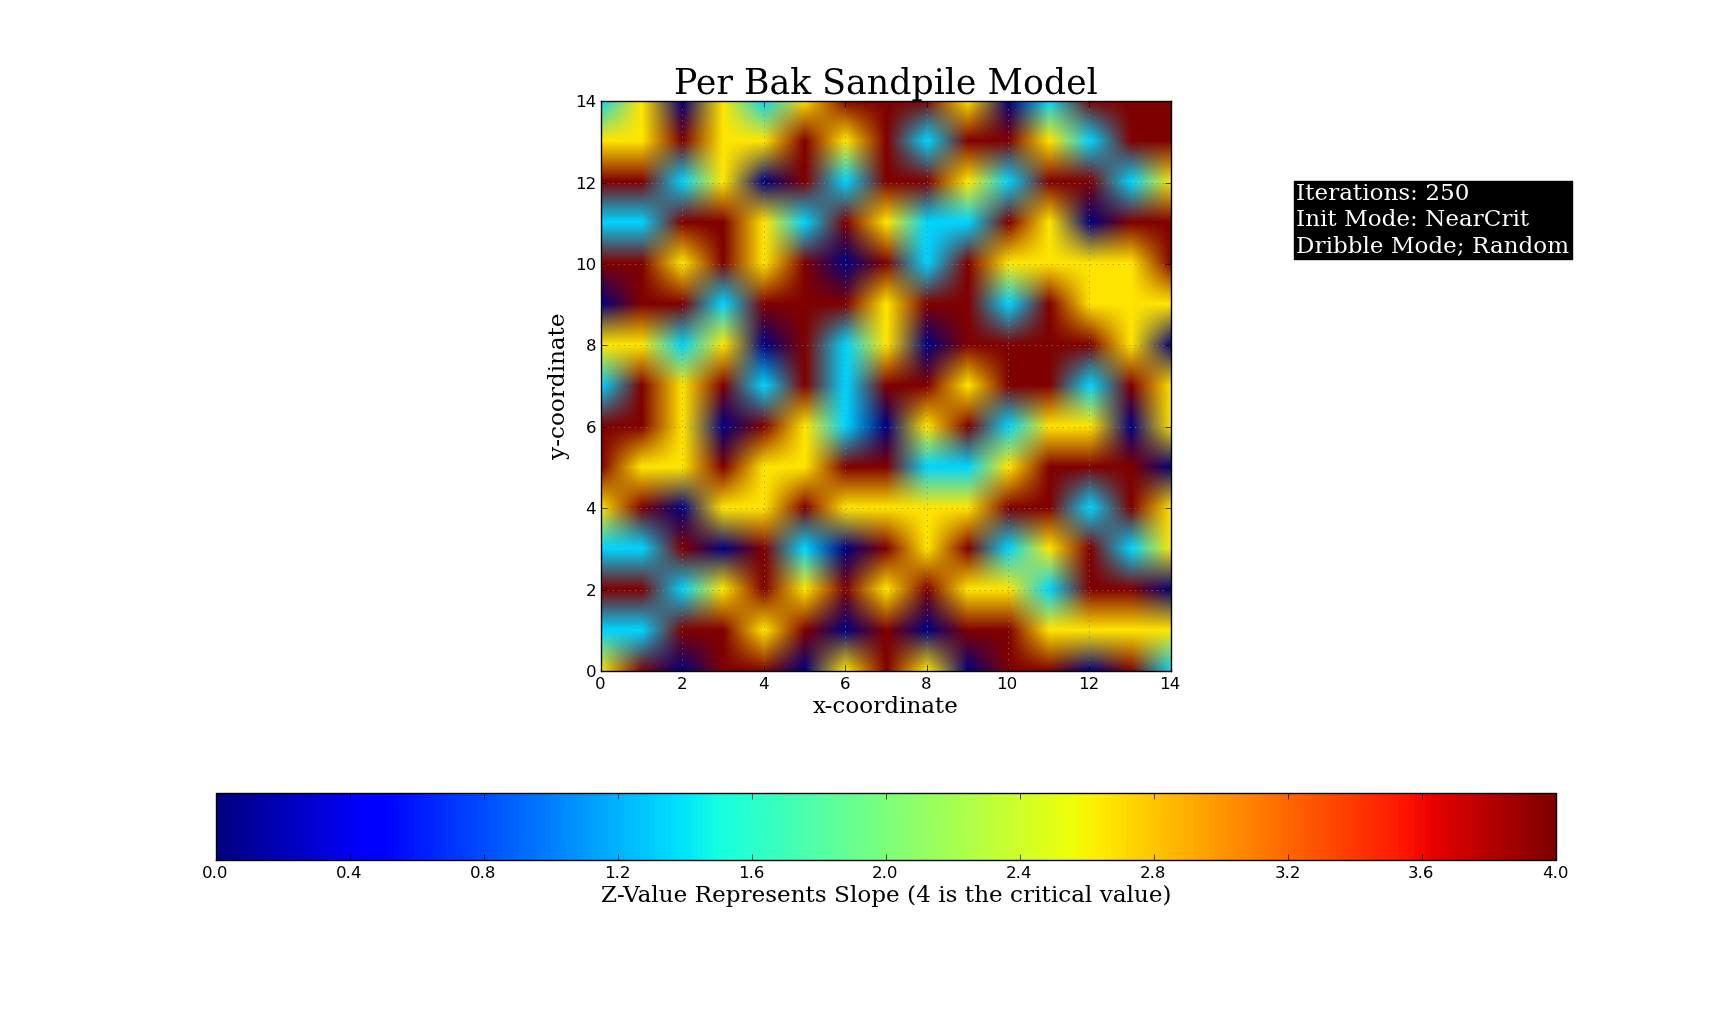 Per Bak Sandpile Model
14
12
10
8
6
4
2
0
y-coordinate
0 2 4 6 8 10 12 14
x-coordinate
Iterations: 250
Init Mode: NearCrit
Dribble Mode; Random
0.0 0.4 0.8 1.2 1.6 2.0 2.4 2.8 3.2 3.6 4.0
Z-Value Represents Slope (4 is the critical value)